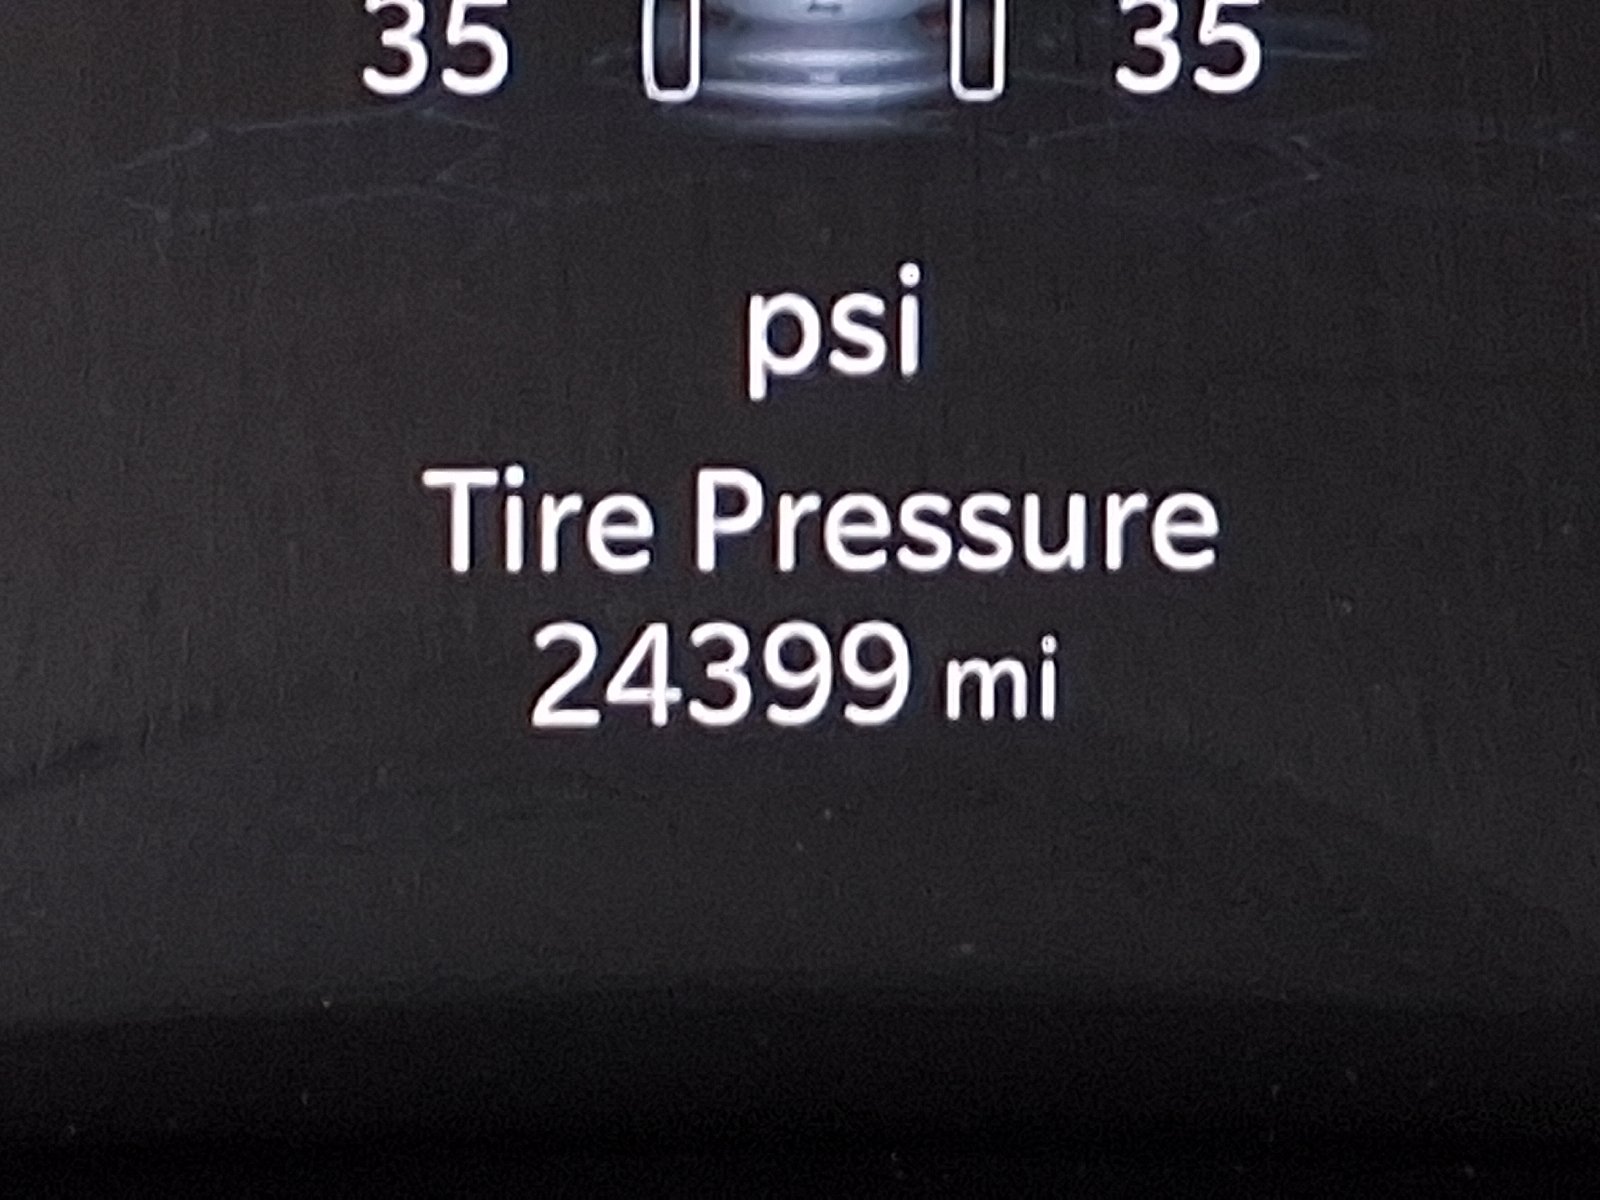 35 35
psi
Tire Pressure
24399 mi